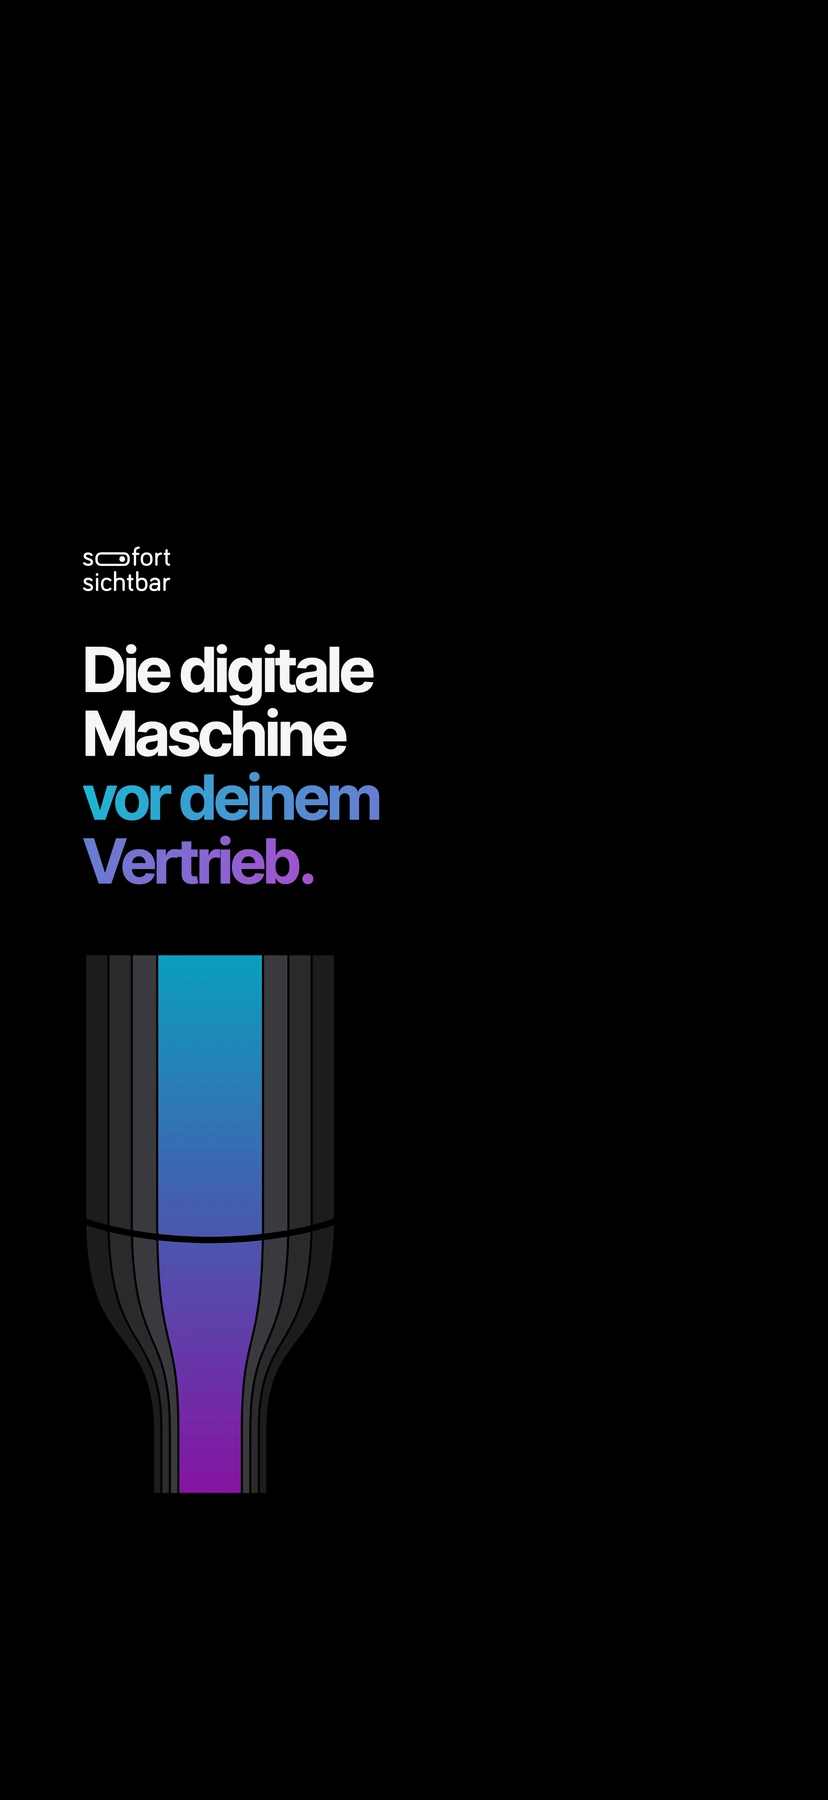 sofort
sichtbar
Die digitale
Maschine
vor deinem
Vertrieb.